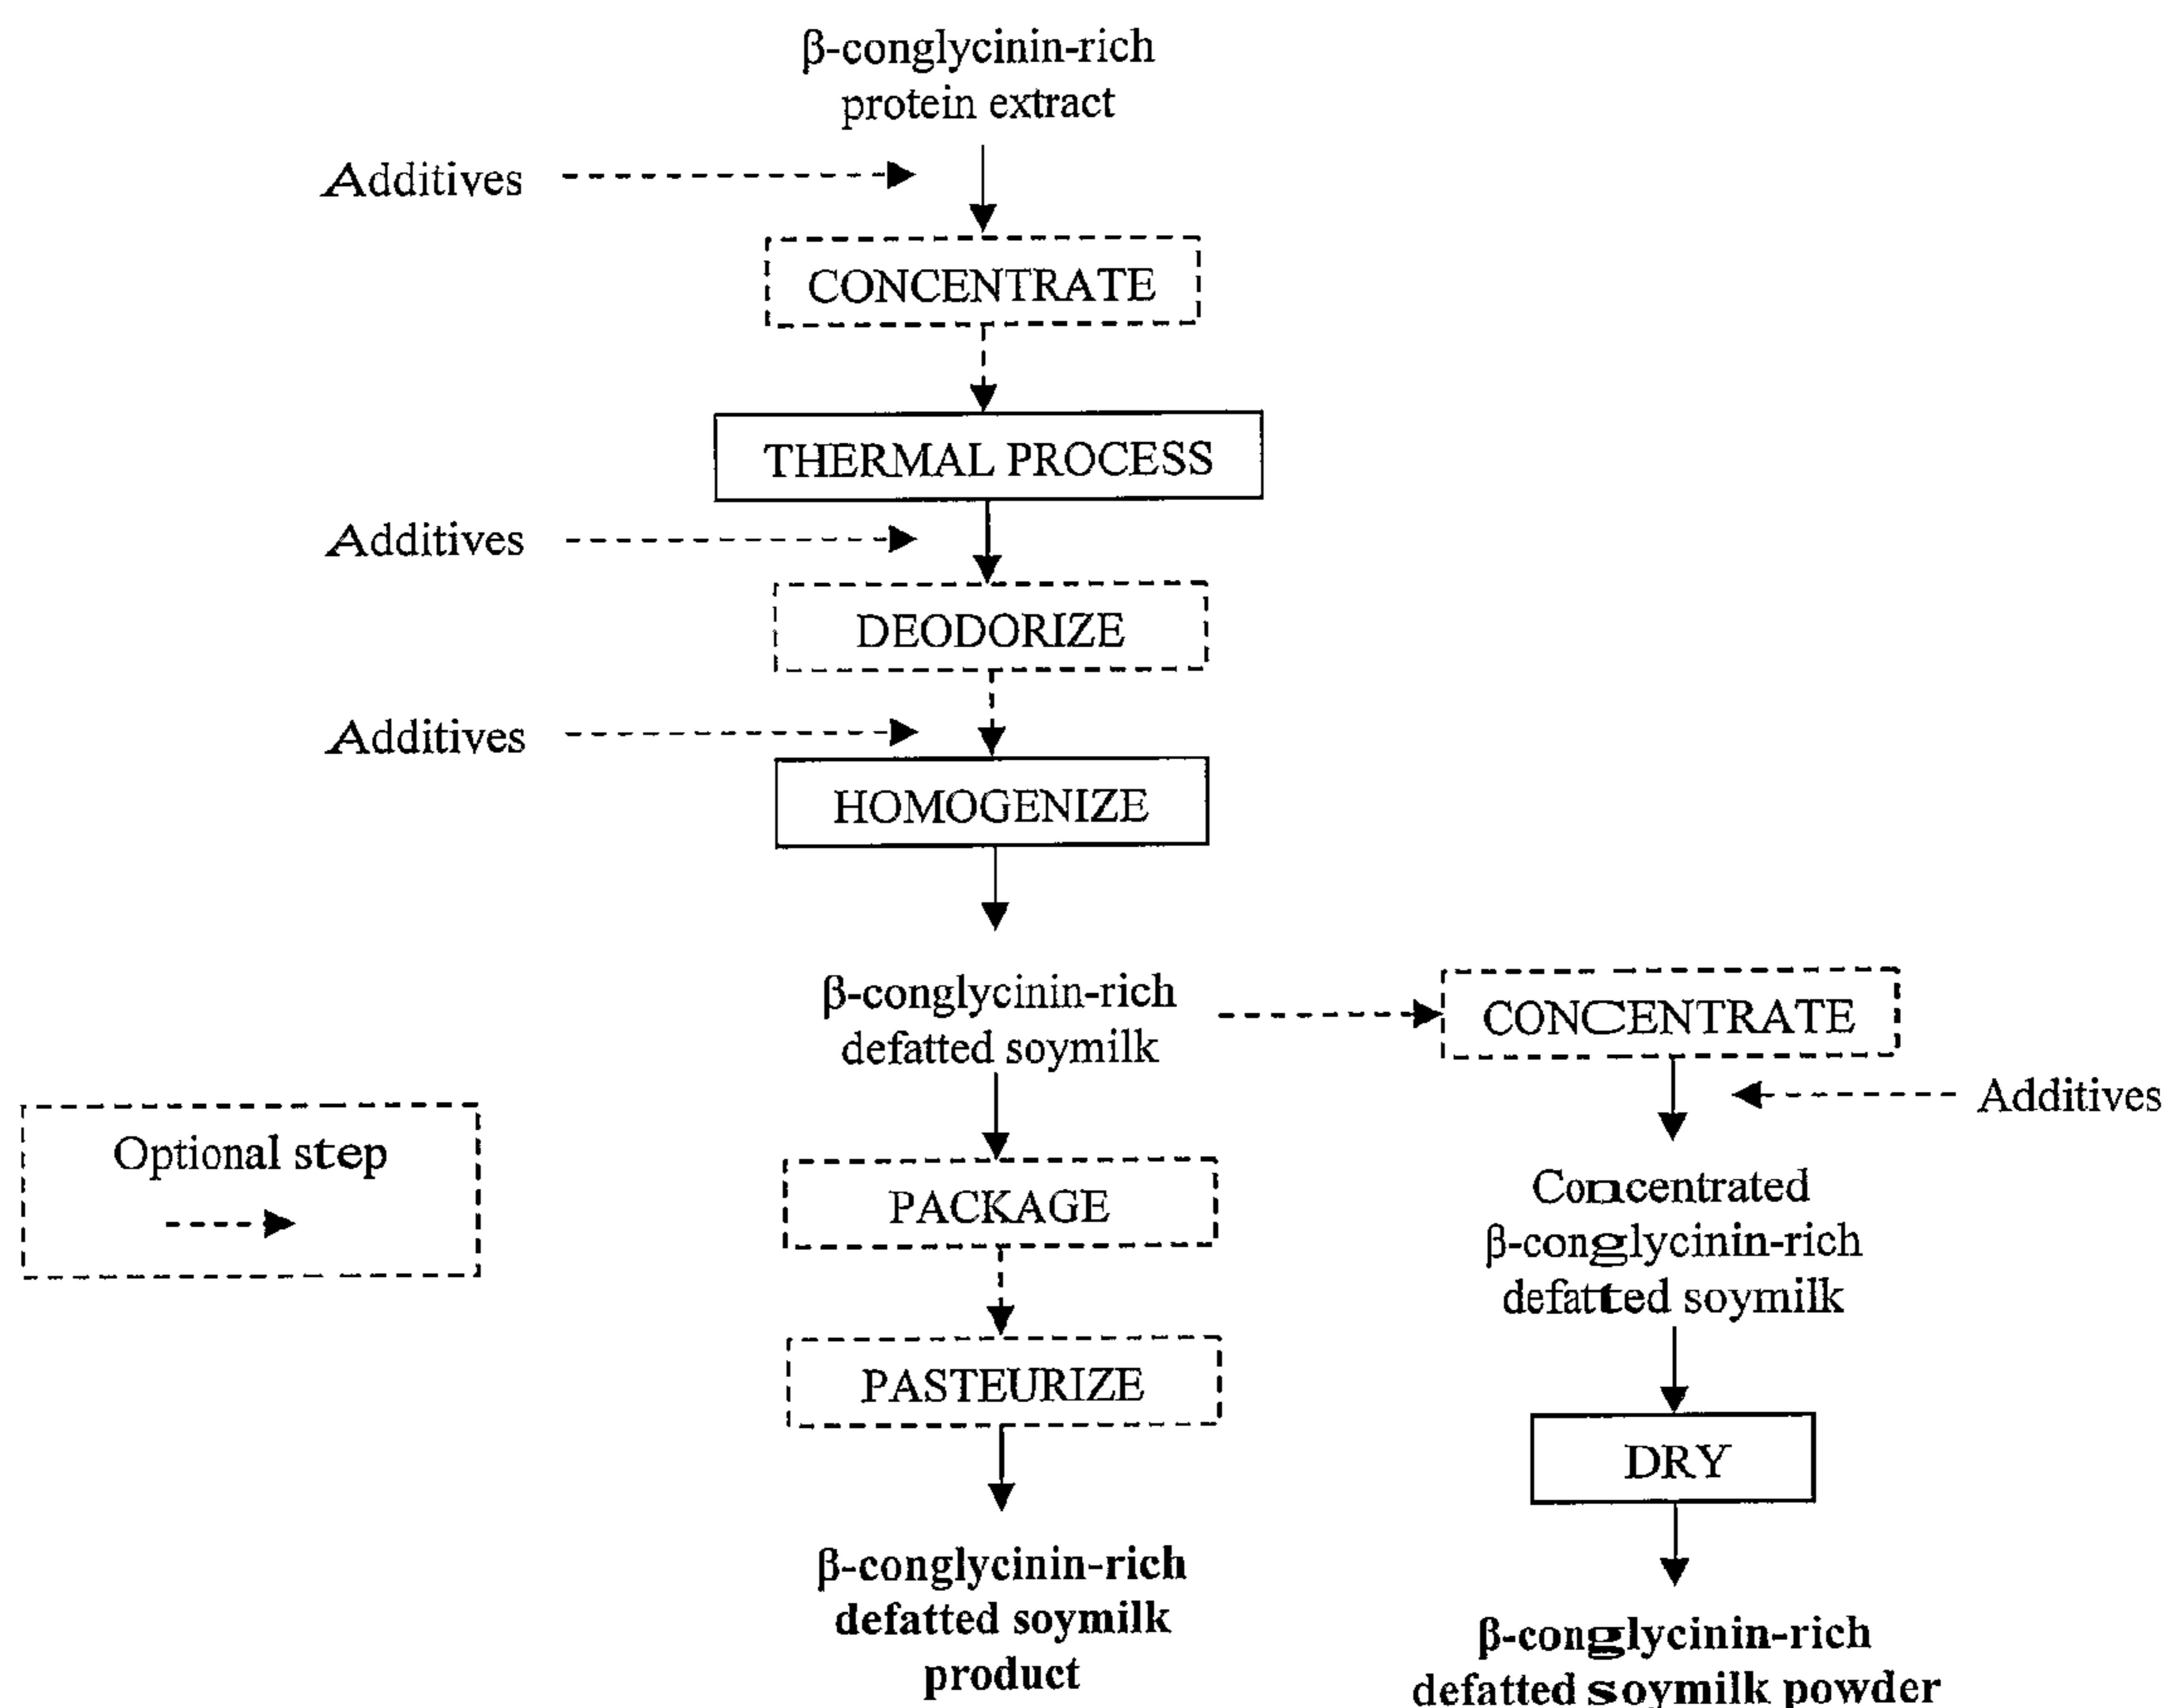 β-conglycinin-rich
protein extract
Additives
CONCENTRATE
THERMAL PROCESS
Additives
DEODORIZE
Additives
HOMOGENIZE
β-conglycinin-rich
defatted soymilk
CONCENTRATE
Additives
Optional step
PACKAGE
Concentrated
β-conglycinin-rich
defatted soymilk
PASTEURIZE
DRY
β-conglycinin-rich
defatted soymilk
product
β-conglycinin-rich
defatted soymilk powder